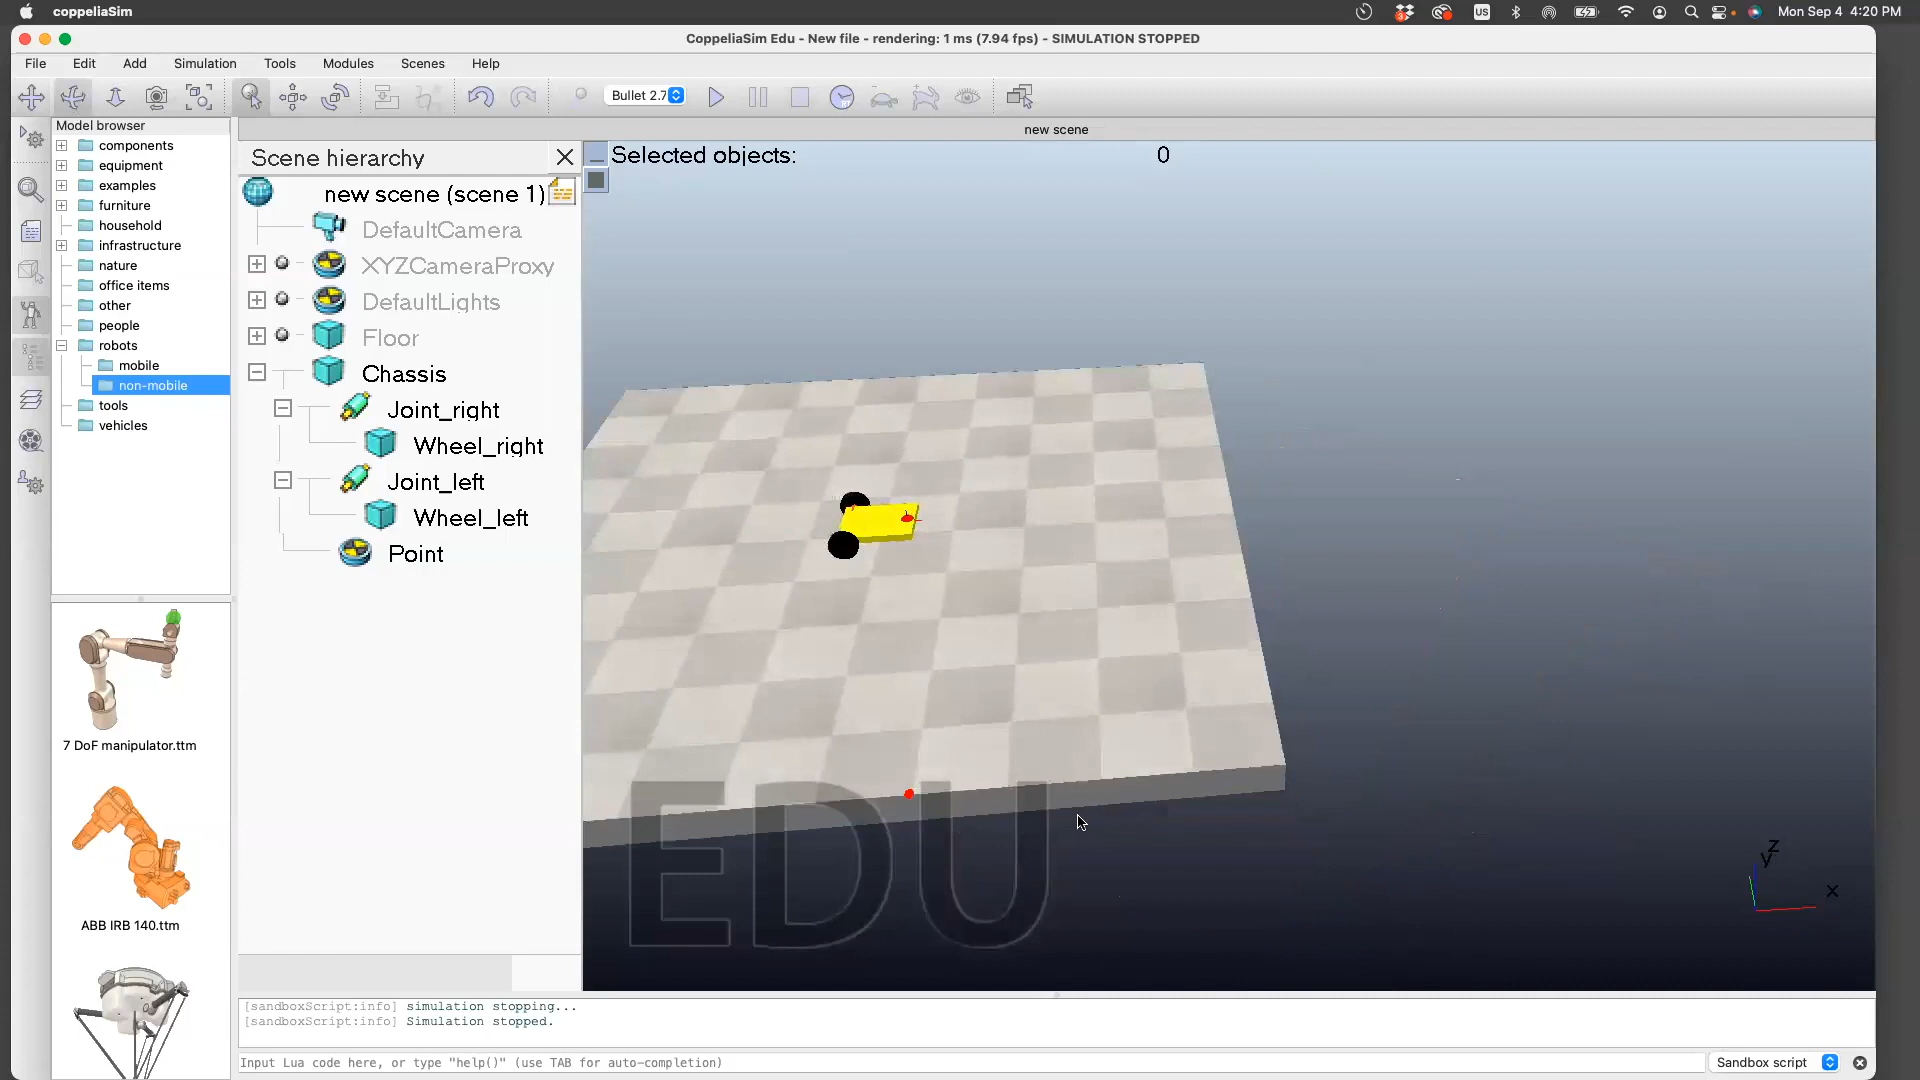 coppeliaSim
US
Mon Sep 4 4:20 PM
CoppeliaSim Edu - New file - rendering: 1 ms (7.94 fps) - SIMULATION STOPPED
File Edit Add Simulation Tools Modules Scenes Help
Bullet 2.7
Model browser
new scene
components
equipment
examples
furniture
household
infrastructure
nature
office items
other
people
robots
mobile
non-mobile
tools
vehicles
7 DoF manipulator.ttm
ABB IRB 140.ttm
Scene hierarchy
new scene (scene 1)
DefaultCamera
XYZCameraProxy
DefaultLights
Floor
Chassis
Joint_right
Wheel_right
Joint_left
Wheel_left
Point
Selected objects: 0
EDU
z
y
x
[sandboxScript:info] simulation stopping...
[sandboxScript:info] Simulation stopped.
Input Lua code here, or type "help()" (use TAB for auto-completion)
Sandbox script